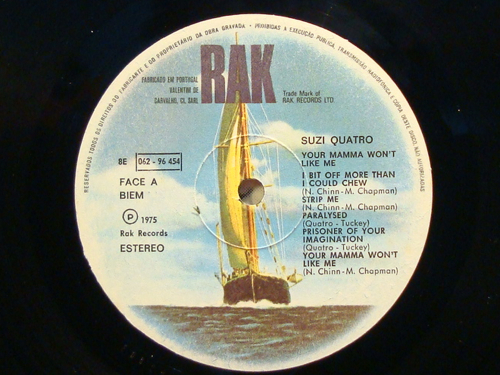 RESERVADOS TODOS OS DIREITOS DO FABRICANTE E DO PROPRIETÁRIO DA OBRA GRAVADA • PROIBIDAS A EXECUÇÃO PÚBLICA, TRANSMISSÃO RADIOFÓNICA E CÓPIA DESTE DISCO, NÃO AUTORIZADAS
RAK
FABRICADO EM PORTUGAL
VALENTIM DE
CARVALHO, CI, SARL
Trade Mark of
RAK RECORDS LTD
SUZI QUATRO
BE 062 - 96 454
FACE A
BIEM
Ⓟ 1975
Rak Records
ESTEREO
YOUR MAMMA WON'T
LIKE ME
I BIT OFF MORE THAN
I COULD CHEW
(N. Chinn - M. Chapman)
STRIP ME
(N. Chinn - M. Chapman)
PARALYSED
(Quatro - Tuckey)
PRISONER OF YOUR
IMAGINATION
(Quatro - Tuckey)
YOUR MAMMA WON'T
LIKE ME
(N. Chinn - M. Chapman)